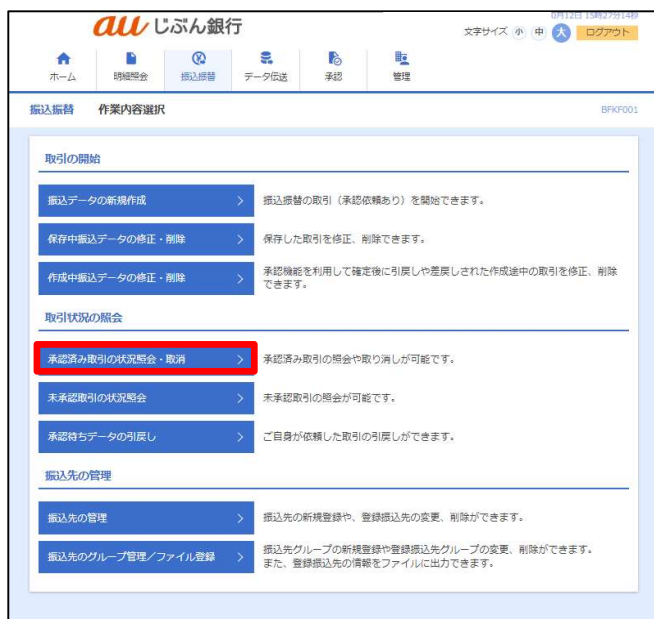 au じぶん銀行
0月12日 15時27分14秒
文字サイズ 小 中 大 ログアウト
ホーム 明細照会 振込振替 データ伝送 承認 管理
振込振替 作業内容選択 BFKF001
取引の開始
振込データの新規作成 振込振替の取引（承認依頼あり）を開始できます。
保存中振込データの修正・削除 保存した取引を修正、削除できます。
作成中振込データの修正・削除 承認機能を利用して確定後に引戻しや差戻しされた作成途中の取引を修正、削除
できます。
取引状況の照会
承認済み取引の状況照会・取消 承認済み取引の照会や取り消しが可能です。
未承認取引の状況照会 未承認取引の照会が可能です。
承認待ちデータの引戻し ご自身が依頼した取引の引戻しができます。
振込先の管理
振込先の管理 振込先の新規登録や、登録振込先の変更、削除ができます。
振込先のグループ管理／ファイル登録 振込先グループの新規登録や登録振込先グループの変更、削除ができます。
また、登録振込先の情報をファイルに出力できます。